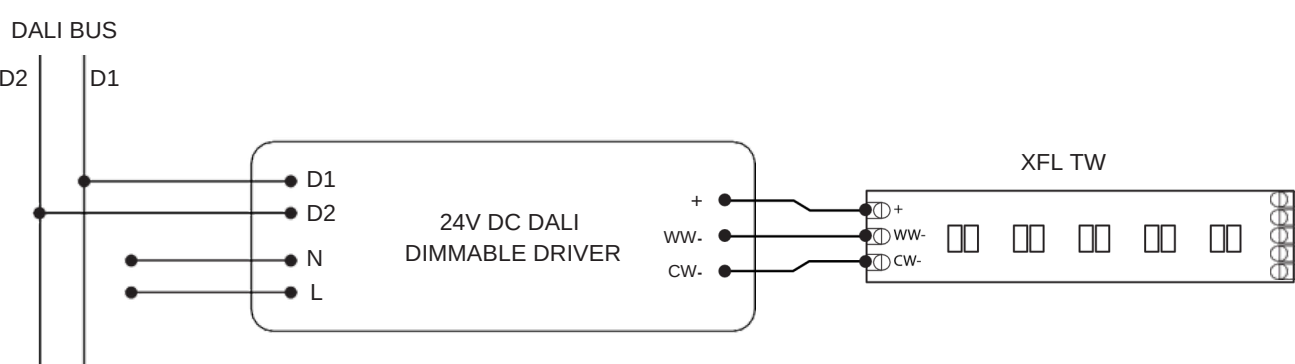 DALI BUS
D2
D1
XFL TW
D1
D2
N
L
24V DC DALI
DIMMABLE DRIVER
+
WW-
CW-
+
WW-
CW-